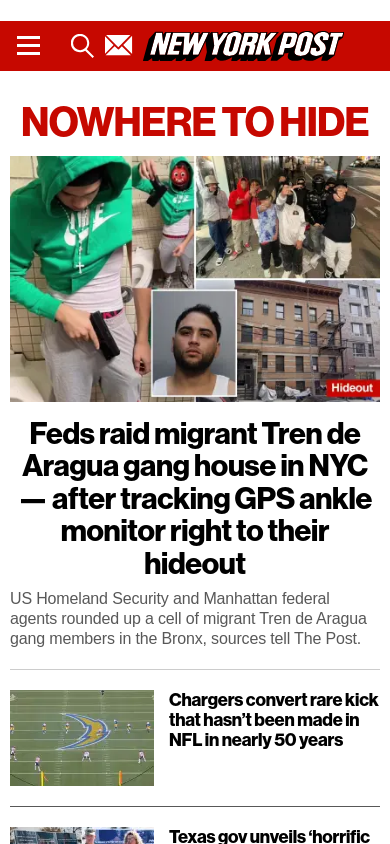 NEW YORK POST
NOWHERE TO HIDE
Hideout
Feds raid migrant Tren de
Aragua gang house in NYC
— after tracking GPS ankle
monitor right to their
hideout
US Homeland Security and Manhattan federal
agents rounded up a cell of migrant Tren de Aragua
gang members in the Bronx, sources tell The Post.
Chargers convert rare kick
that hasn’t been made in
NFL in nearly 50 years
Texas gov unveils ‘horrific